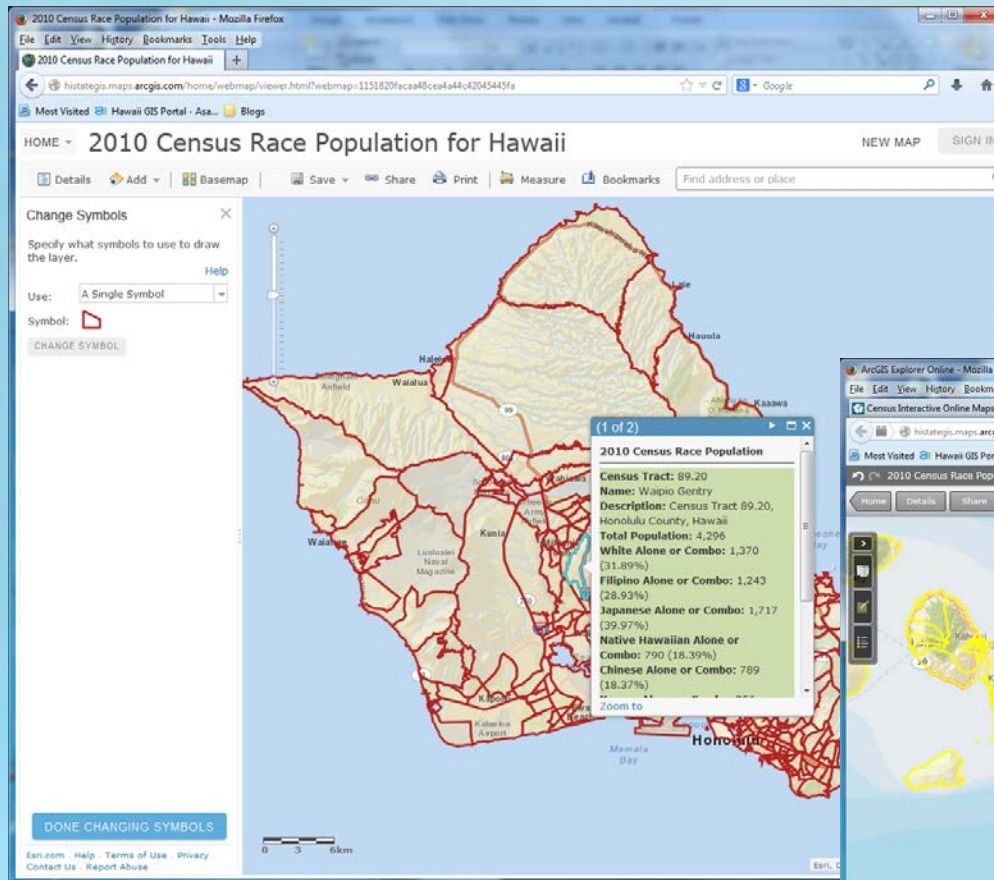 2010 Census Race Population for Hawaii - Mozilla Firefox
File Edit View History Bookmarks Tools Help
2010 Census Race Population for Hawaii +
histategis.maps.arcgis.com/home/webmap/viewer.html?webmap=1151820facaa48cea4a44c42045445fa
Google
Most Visited Hawaii GIS Portal - Asa... Blogs
HOME 2010 Census Race Population for Hawaii NEW MAP SIGN IN
Details Add Basemap Save Share Print Measure Bookmarks Find address or place
Change Symbols
Specify what symbols to use to draw
the layer.
Help
Use: A Single Symbol
Symbol:
CHANGE SYMBOL
DONE CHANGING SYMBOLS
Esri.com . Help . Terms of Use . Privacy .
Contact Us . Report Abuse
Laie
Hauula
Waialua
99
Kaaawa
80
Kunia
Lualualei
Naval
Magazine
Airport
Mamala
Day
Honolulu
0 3 6km
(1 of 2)
2010 Census Race Population
Census Tract: 89.20
Name: Waipio Gentry
Description: Census Tract 89.20,
Honolulu County, Hawaii
Total Population: 4,296
White Alone or Combo: 1,370
(31.89%)
Filipino Alone or Combo: 1,243
(28.93%)
Japanese Alone or Combo: 1,717
(39.97%)
Native Hawaiian Alone or
Combo: 790 (18.39%)
Chinese Alone or Combo: 789
(18.37%)
Zoom to
ArcGIS Explorer Online - Mozilla
File Edit View History Bookm
Census Interactive Online Maps
histategis.maps.arc
Most Visited Hawaii GIS Por
2010 Census Race Pop
Home Details Share